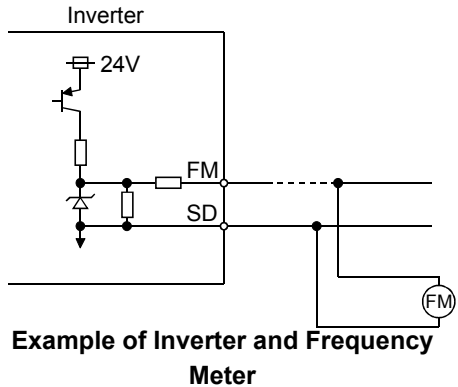 Inverter
24V
FM
SD
FM
Example of Inverter and Frequency
Meter